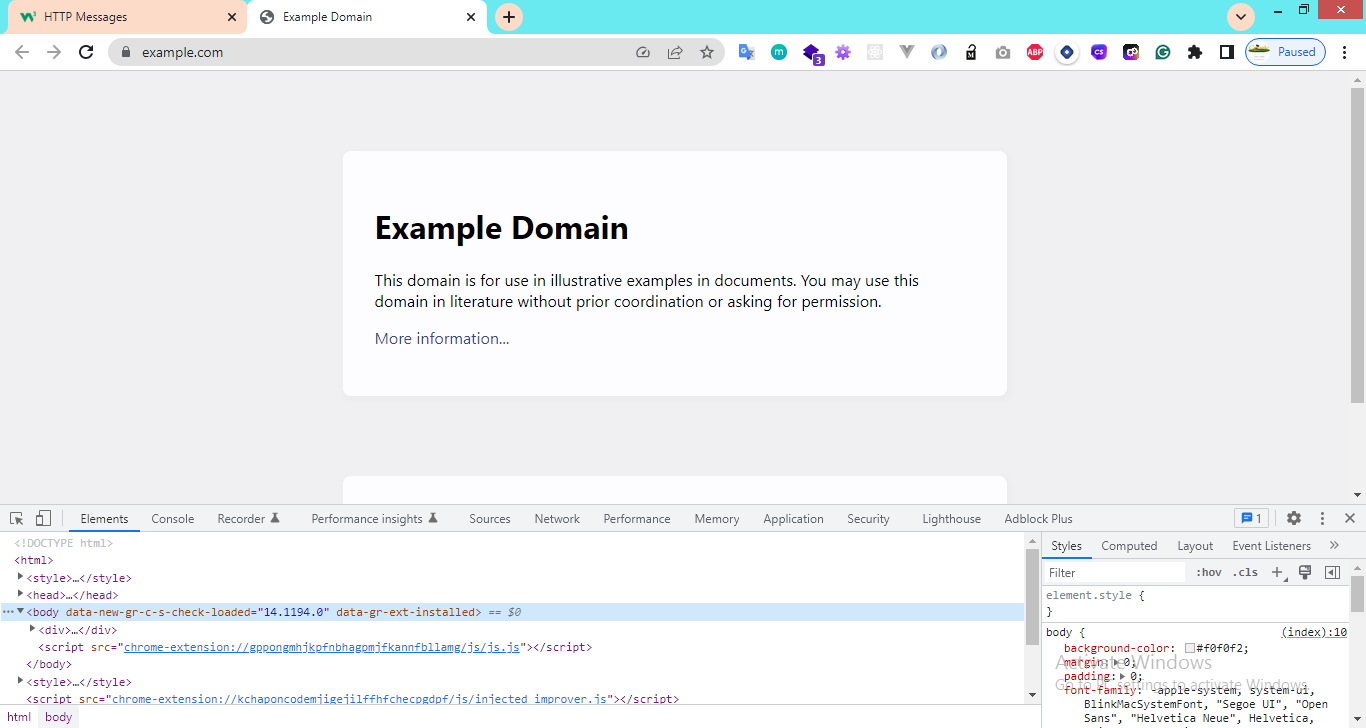 HTTP Messages
Example Domain
example.com
3
ABP
CS
Paused
Example Domain
This domain is for use in illustrative examples in documents. You may use this
domain in literature without prior coordination or asking for permission.
More information...
Elements Console Recorder Performance insights Sources Network Performance Memory Application Security Lighthouse Adblock Plus 1
<!DOCTYPE html>
<html>
<style>…</style>
<head>…</head>
<body data-new-gr-c-s-check-loaded="14.1194.0" data-gr-ext-installed> == $0
<div>…</div>
<script src="chrome-extension://gppongmhjkpfnbhagpmjfkannfbllamg/js/js.js"></script>
</body>
<style>…</style>
<script src="chrome-extension://kchaponcodemjigejilffhfchecpgdpf/js/injected_improver.js"></script>
html body
Styles Computed Layout Event Listeners »
Filter :hov .cls +
element.style {
}
body { (index):10
background-color: #f0f0f2;
margin: 0;
padding: 0;
font-family: -apple-system, system-ui,
BlinkMacSystemFont, "Segoe UI", "Open
Sans", "Helvetica Neue", Helvetica,
Activate Windows
Go to PC settings to activate Windows.